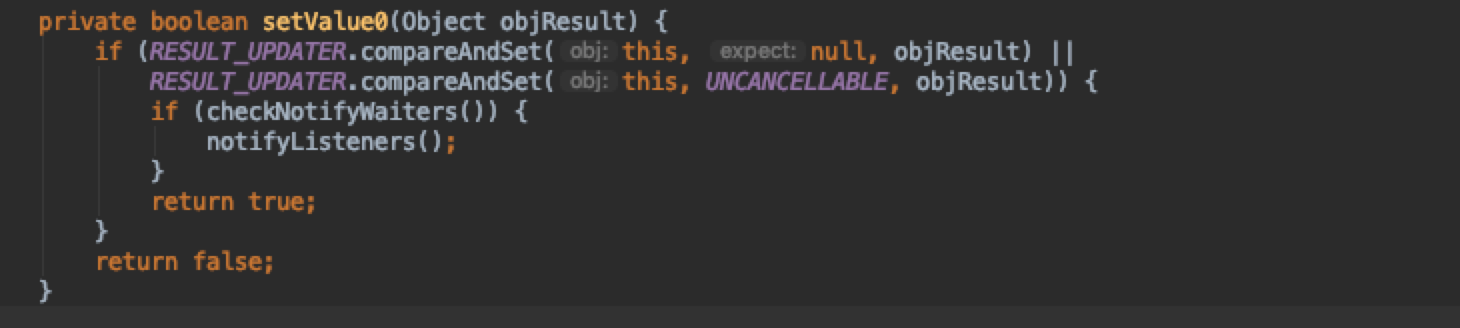 private boolean setValue0(Object objResult) {
if (RESULT_UPDATER.compareAndSet( obj: this, expect: null, objResult) ||
RESULT_UPDATER.compareAndSet( obj: this, UNCANCELLABLE, objResult)) {
if (checkNotifyWaiters()) {
notifyListeners();
}
return true;
}
return false;
}